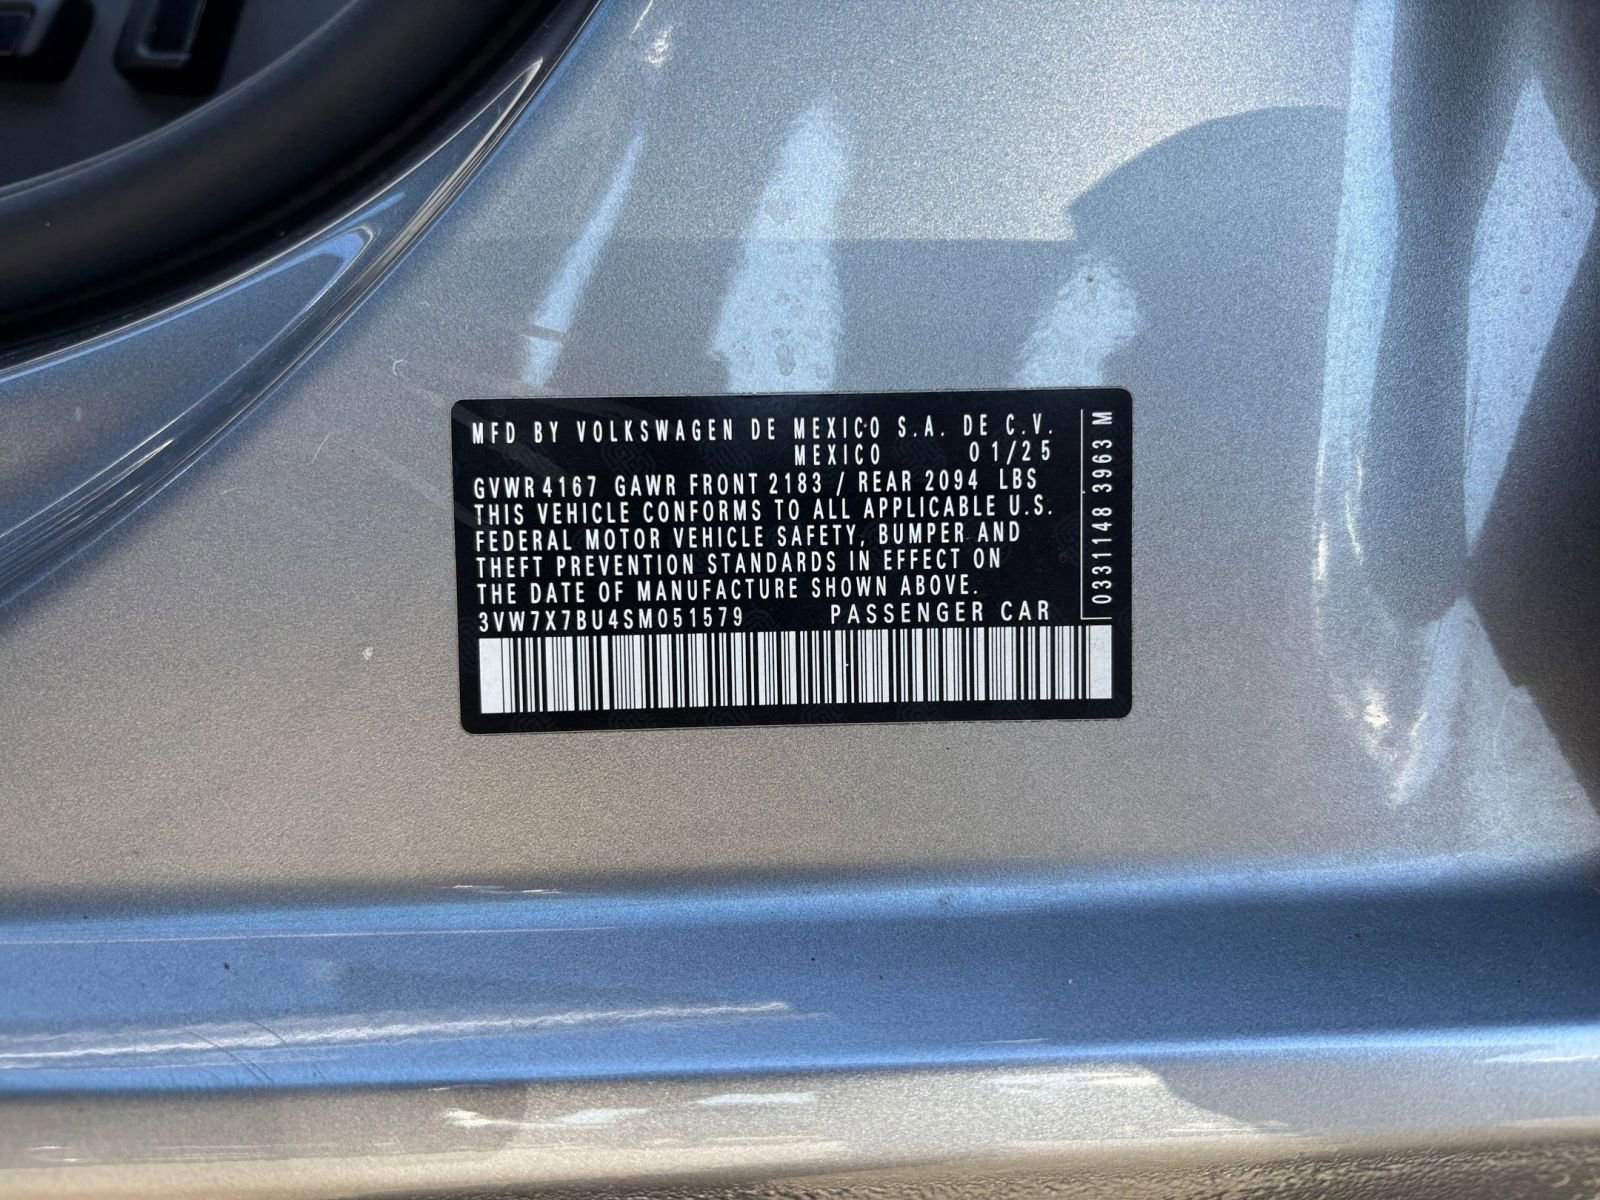 MFD BY VOLKSWAGEN DE MEXICO S.A. DE C.V.
MEXICO 01/25
GVWR 4167 GAWR FRONT 2183 / REAR 2094 LBS
THIS VEHICLE CONFORMS TO ALL APPLICABLE U.S.
FEDERAL MOTOR VEHICLE SAFETY, BUMPER AND
THEFT PREVENTION STANDARDS IN EFFECT ON
THE DATE OF MANUFACTURE SHOWN ABOVE.
3VW7X7BU4SM051579 PASSENGER CAR
0331148 3963 M